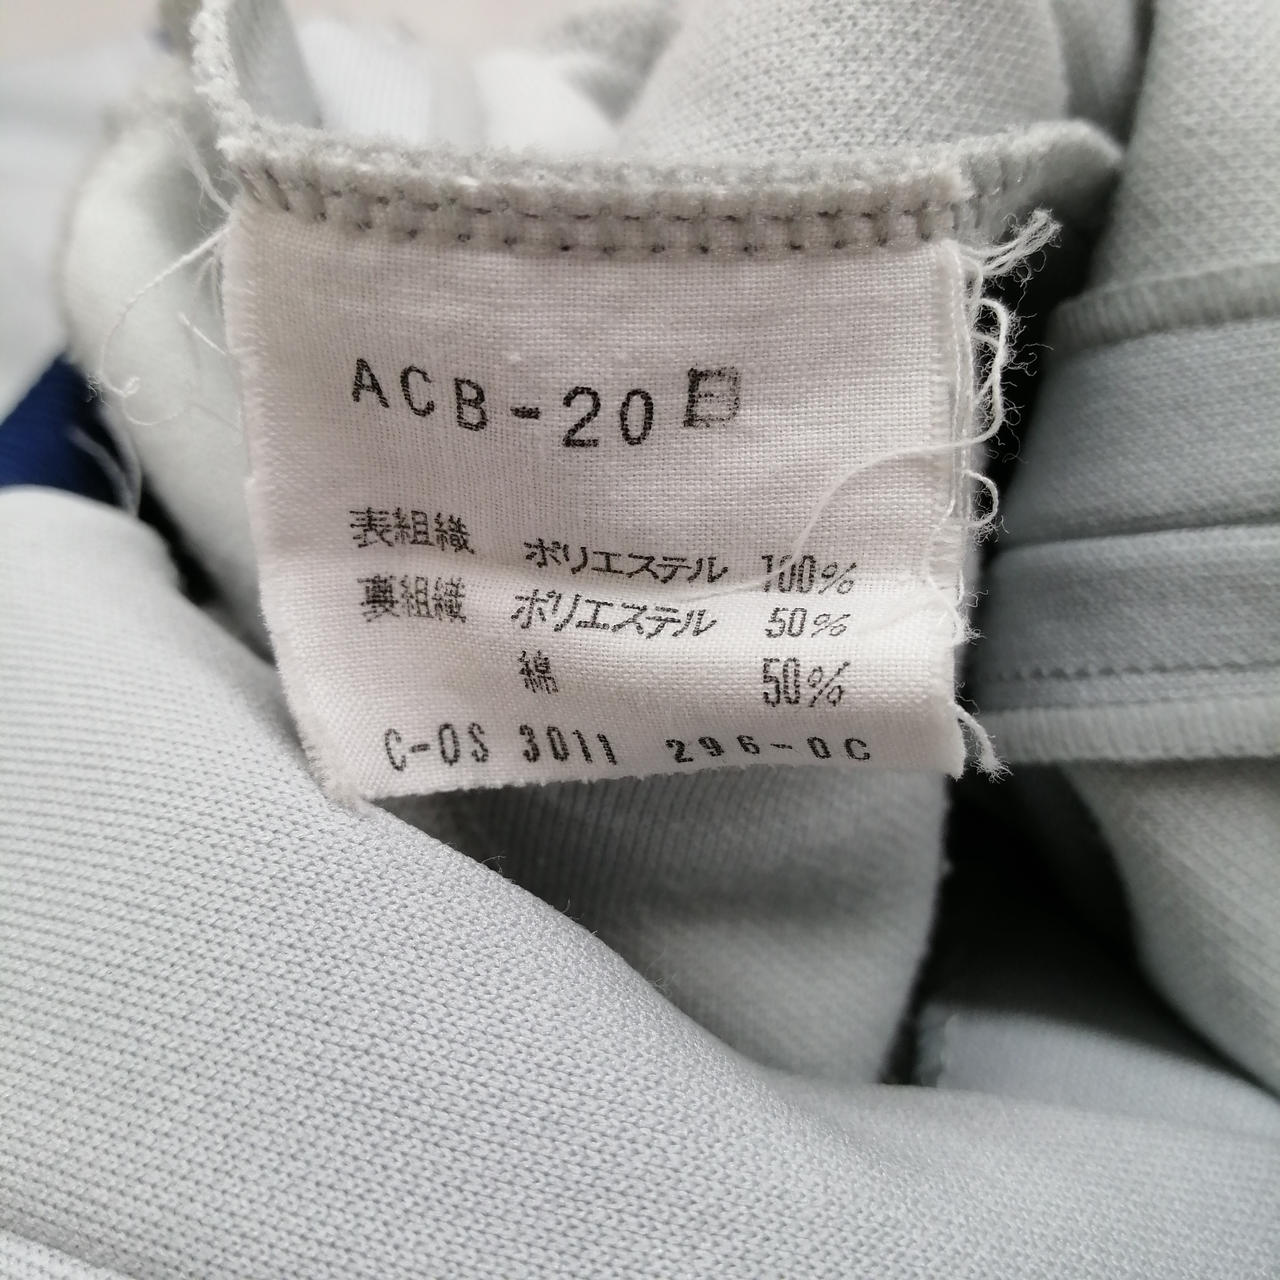 ACB-20
表組織 ポリエステル 100%
裏組織 ポリエステル 50%
綿 50%
C-OS 3011 296-0C